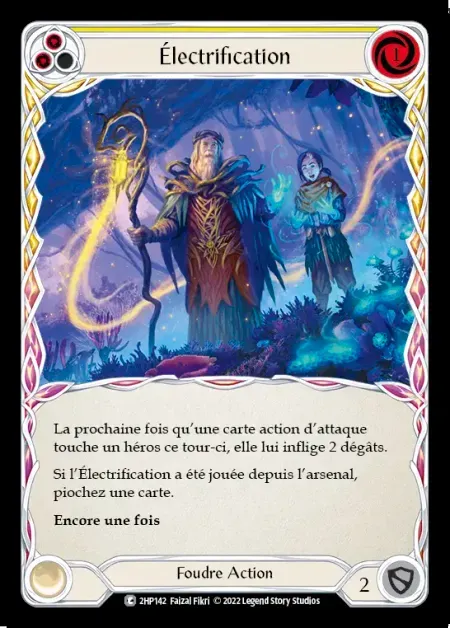 Électrification
1
La prochaine fois qu'une carte action d'attaque
touche un héros ce tour-ci, elle lui inflige 2 dégâts.
Si l'Électrification a été jouée depuis l'arsenal,
piochez une carte.
Encore une fois
Foudre Action
2
C 2HP142 Faizal Fikri © 2022 Legend Story Studios